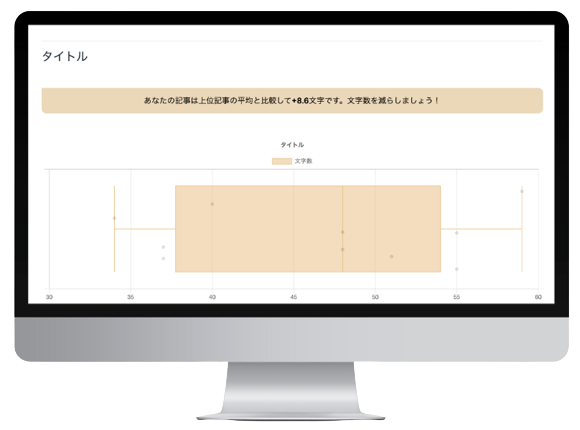 タイトル
あなたの記事は上位記事の平均と比較して+8.6文字です。文字数を減らしましょう！
タイトル
文字数
30 35 40 45 50 55 60